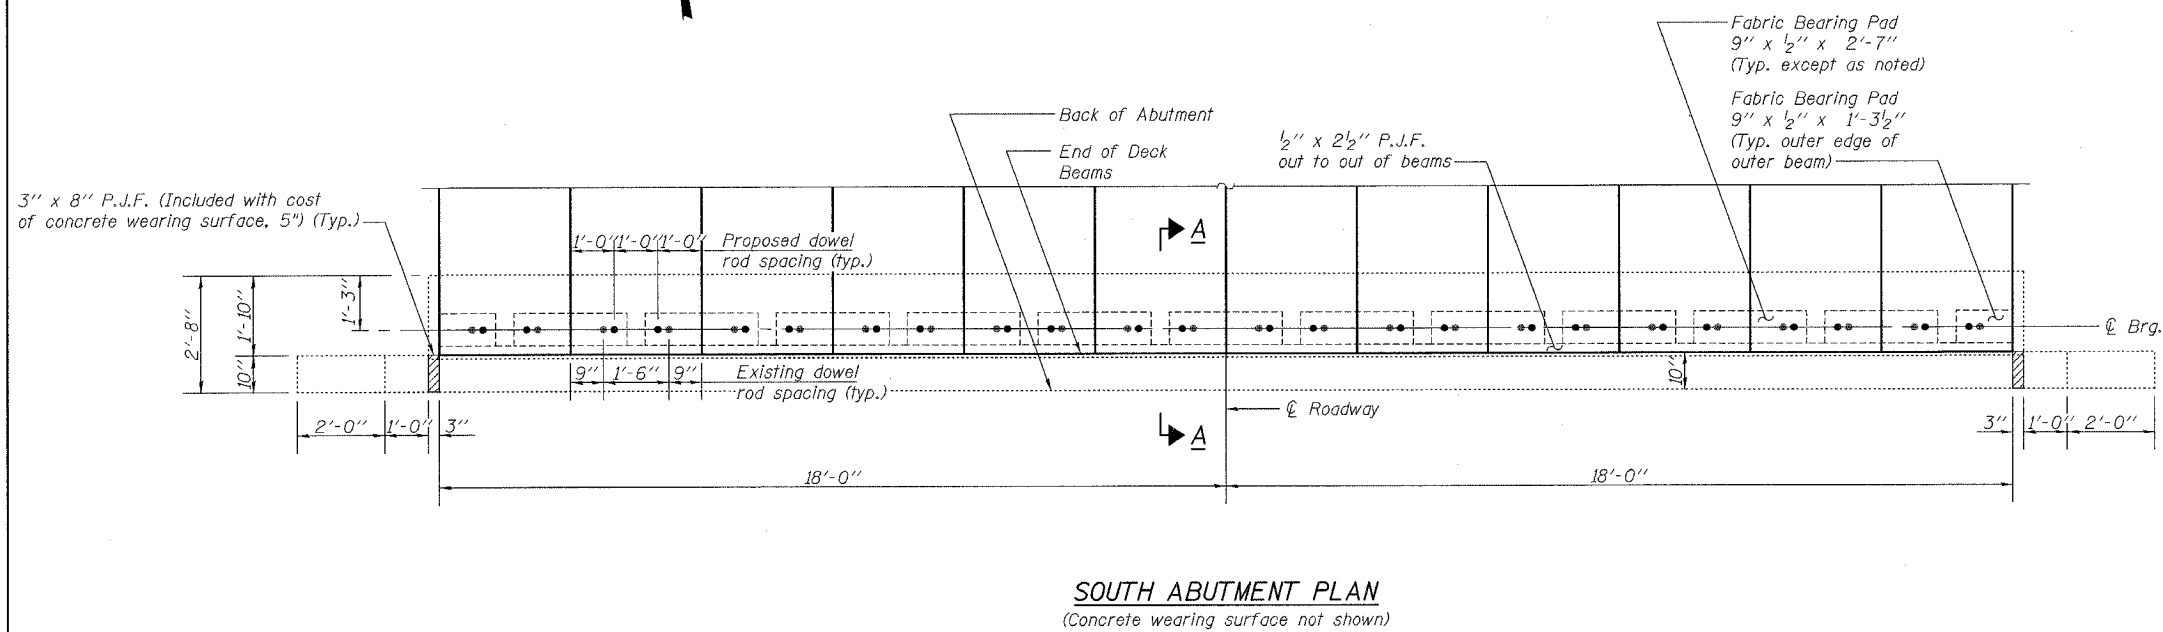 Fabric Bearing Pad
9" x 1/2" x 2'-7"
(Typ. except as noted)
Fabric Bearing Pad
9" x 1/2" x 1'-3 1/2"
(Typ. outer edge of
outer beam)
Back of Abutment
End of Deck
Beams
1/2" x 2 1/2" P.J.F.
out to out of beams
3" x 8" P.J.F. (Included with cost
of concrete wearing surface, 5") (Typ.)
1'-0" 1'-0" 1'-0" Proposed dowel
rod spacing (typ.)
A
2'-8"
1'-10"
10"
1'-3"
℄ Brg.
9" 1'-6" 9" Existing dowel
rod spacing (typ.)
10"
℄ Roadway
A
2'-0" 1'-0" 3"
3" 1'-0" 2'-0"
18'-0" 18'-0"
SOUTH ABUTMENT PLAN
(Concrete wearing surface not shown)